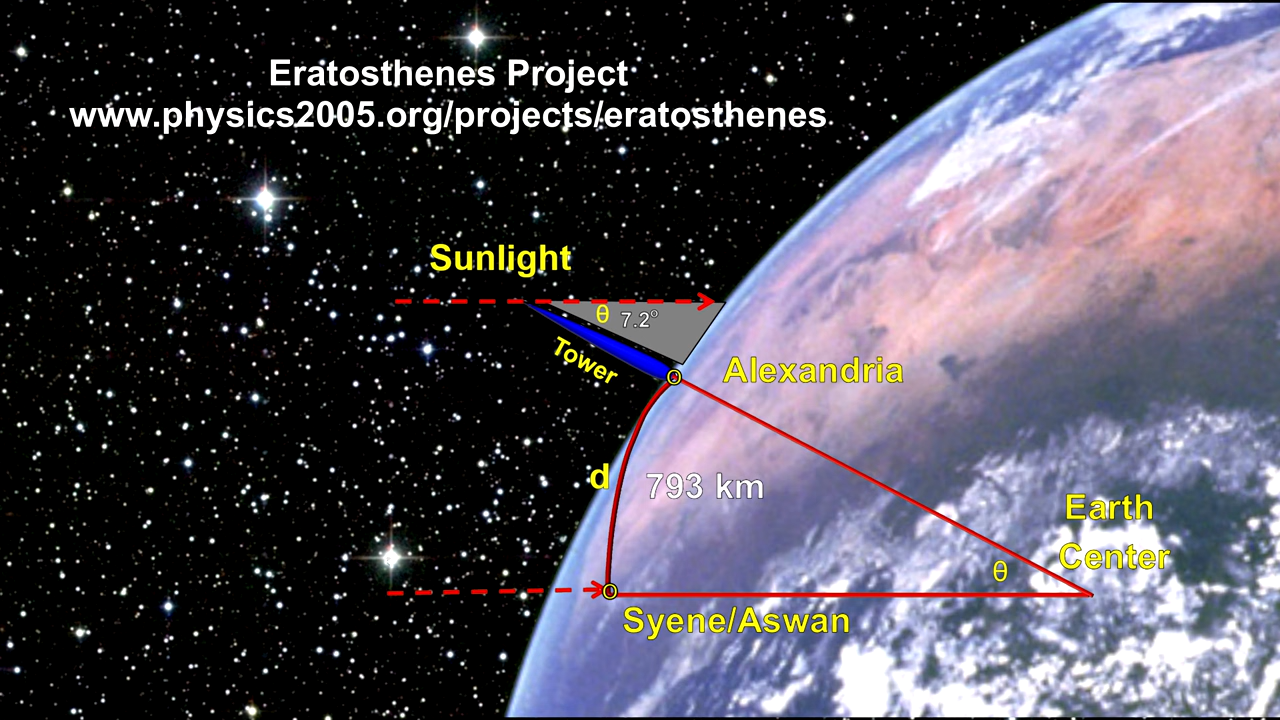 Eratosthenes Project
www.physics2005.org/projects/eratosthenes
Sunlight
θ 7.2°
Tower
Alexandria
d 793 km
Earth
Center
θ
Syene/Aswan